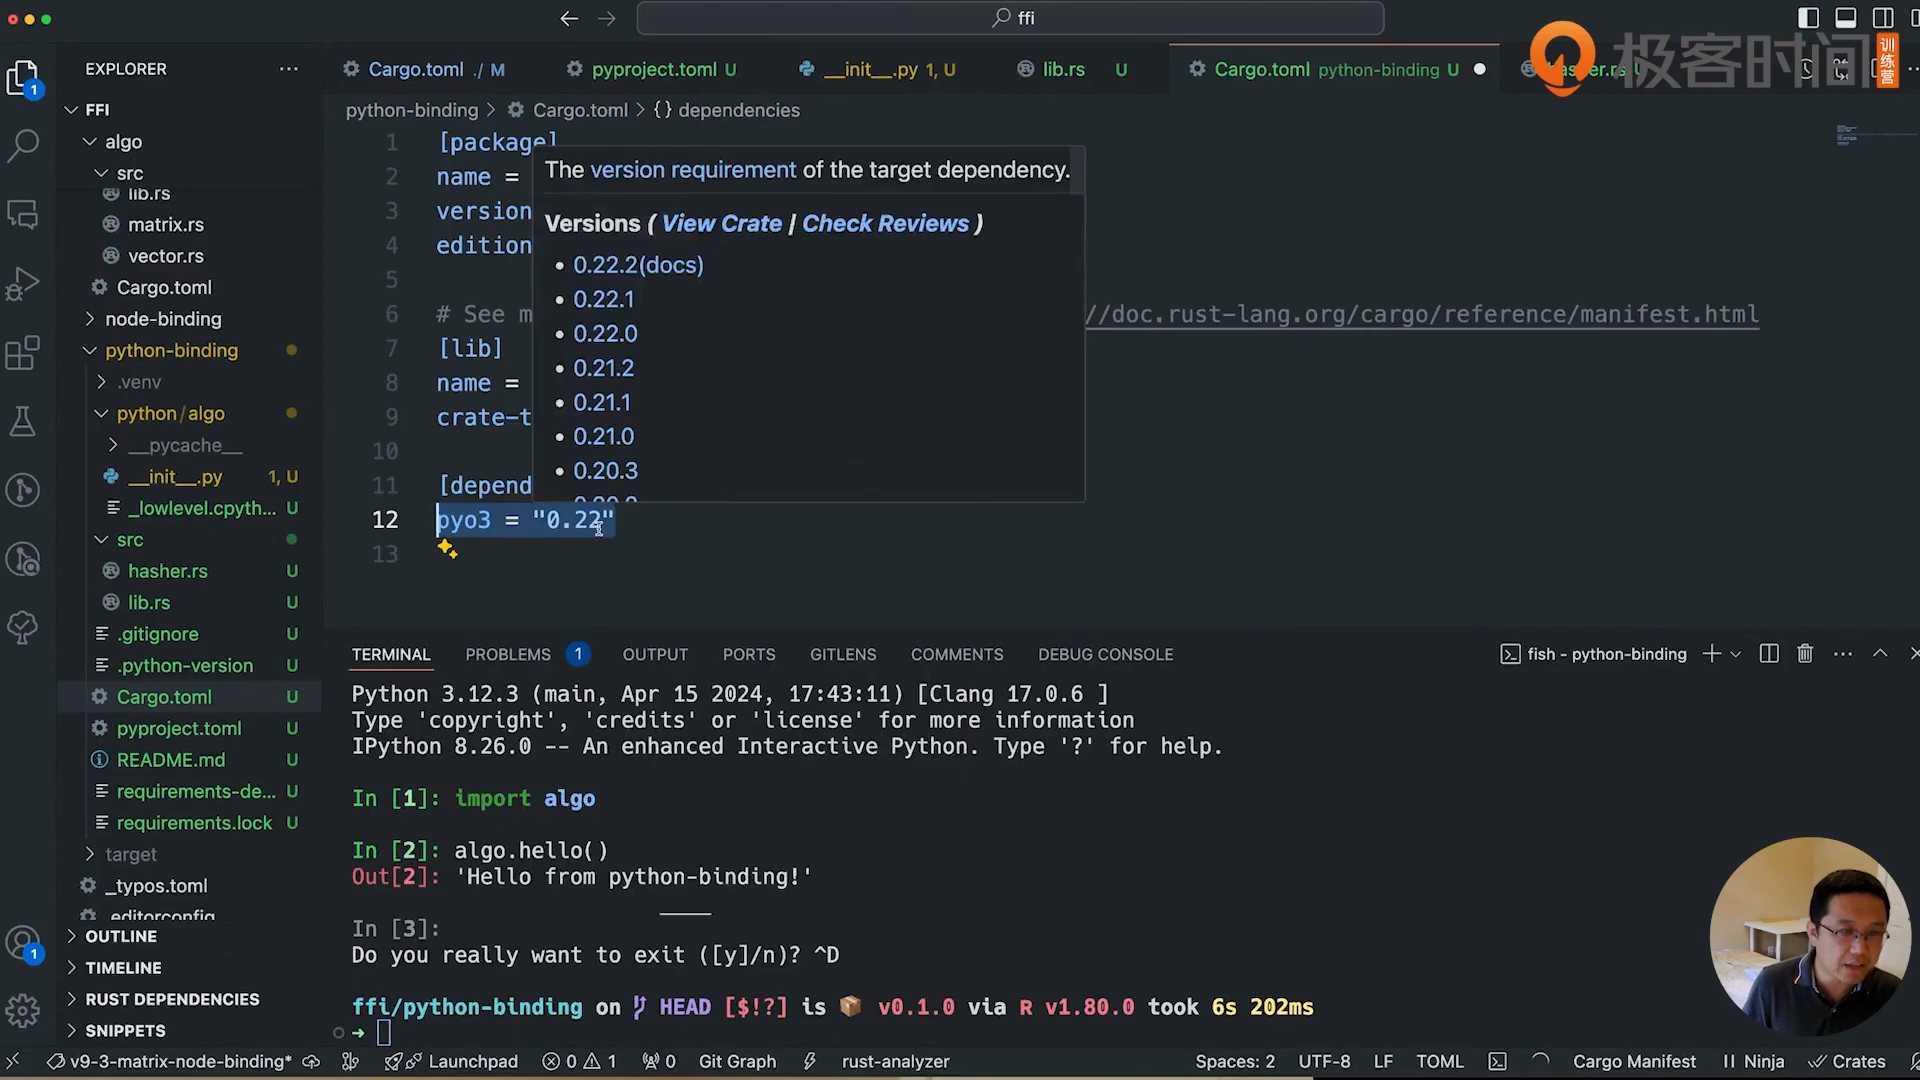 ffi
EXPLORER
FFI
algo
src
lib.rs
matrix.rs
vector.rs
Cargo.toml
node-binding
python-binding
.venv
python/algo
__pycache__
__init__.py 1, U
_lowlevel.cpyth... U
src
hasher.rs U
lib.rs U
.gitignore U
.python-version U
Cargo.toml U
pyproject.toml U
README.md U
requirements-de... U
requirements.lock U
target
_typos.toml
.editorconfig
OUTLINE
TIMELINE
RUST DEPENDENCIES
SNIPPETS
Cargo.toml ./ M
pyproject.toml U
__init__.py 1, U
lib.rs U
Cargo.toml python-binding U
极客时间 训练营
python-binding > Cargo.toml > {} dependencies
1 [package]
2 name =
3 version
4 edition
5
6 # See m //doc.rust-lang.org/cargo/reference/manifest.html
7 [lib]
8 name =
9 crate-t
10
11 [depend
12 pyo3 = "0.22"
13
The version requirement of the target dependency.
Versions ( View Crate | Check Reviews )
• 0.22.2(docs)
• 0.22.1
• 0.22.0
• 0.21.2
• 0.21.1
• 0.21.0
• 0.20.3
TERMINAL PROBLEMS 1 OUTPUT PORTS GITLENS COMMENTS DEBUG CONSOLE
fish - python-binding
Python 3.12.3 (main, Apr 15 2024, 17:43:11) [Clang 17.0.6 ]
Type 'copyright', 'credits' or 'license' for more information
IPython 8.26.0 -- An enhanced Interactive Python. Type '?' for help.
In [1]: import algo
In [2]: algo.hello()
Out[2]: 'Hello from python-binding!'
In [3]:
Do you really want to exit ([y]/n)? ^D
ffi/python-binding on HEAD [$!?] is v0.1.0 via R v1.80.0 took 6s 202ms
v9-3-matrix-node-binding* Launchpad 0 1 0 Git Graph rust-analyzer Spaces: 2 UTF-8 LF TOML Cargo Manifest Ninja Crates